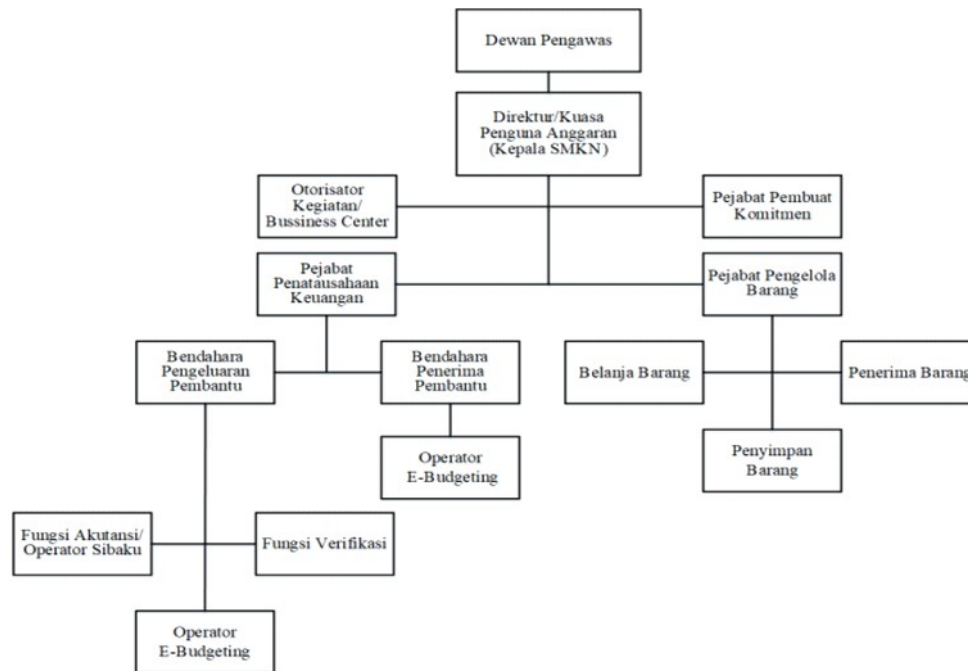 Dewan Pengawas
Direktur/Kuasa
Penguna Anggaran
(Kepala SMKN)
Otorisator
Kegiatan/
Bussiness Center
Pejabat Pembuat
Komitmen
Pejabat
Penatausahaan
Keuangan
Pejabat Pengelola
Barang
Bendahara
Pengeluaran
Pembantu
Bendahara
Penerima
Pembantu
Belanja Barang
Penerima Barang
Operator
E-Budgeting
Penyimpan
Barang
Fungsi Akutansi/
Operator Sibaku
Fungsi Verifikasi
Operator
E-Budgeting